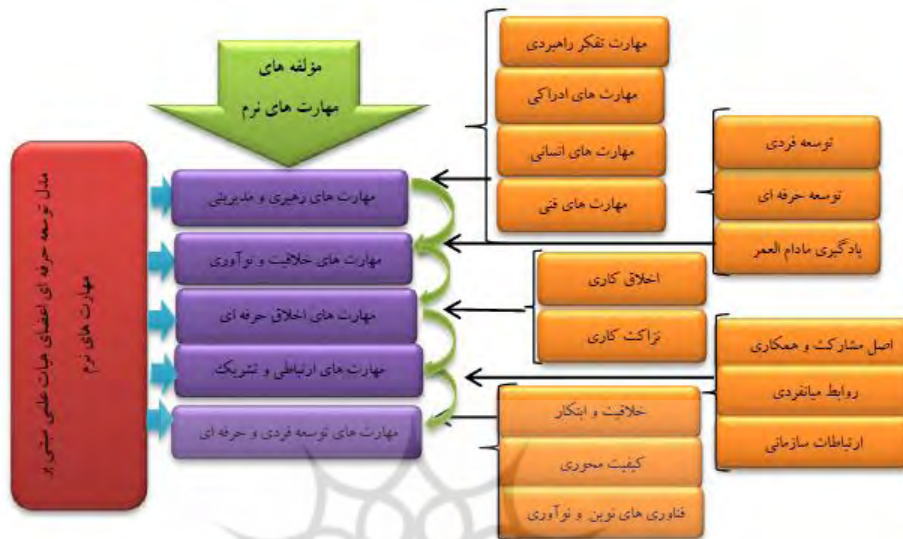 مؤلفه های
مهارت های نرم
مهارت تفکر راهبردی
مهارت های ادراکی
مهارت های انسانی
مهارت های فنی
توسعه فردی
توسعه حرفه ای
یادگیری مادام العمر
مهارت های رهبری و مدیریتی
مهارت های خلاقیت و نوآوری
مهارت های اخلاق حرفه ای
مهارت های ارتباطی و تشریک
مهارت های توسعه فردی و حرفه ای
اخلاق کاری
نزاکت کاری
اصل مشارکت و همکاری
روابط میانفردی
ارتباطات سازمانی
خلاقیت و ابتکار
کیفیت محوری
فناوری های نوین و نوآوری
مدل توسعه حرفه ای اعضای هیات علمی مبتنی بر
مهارت های نرم